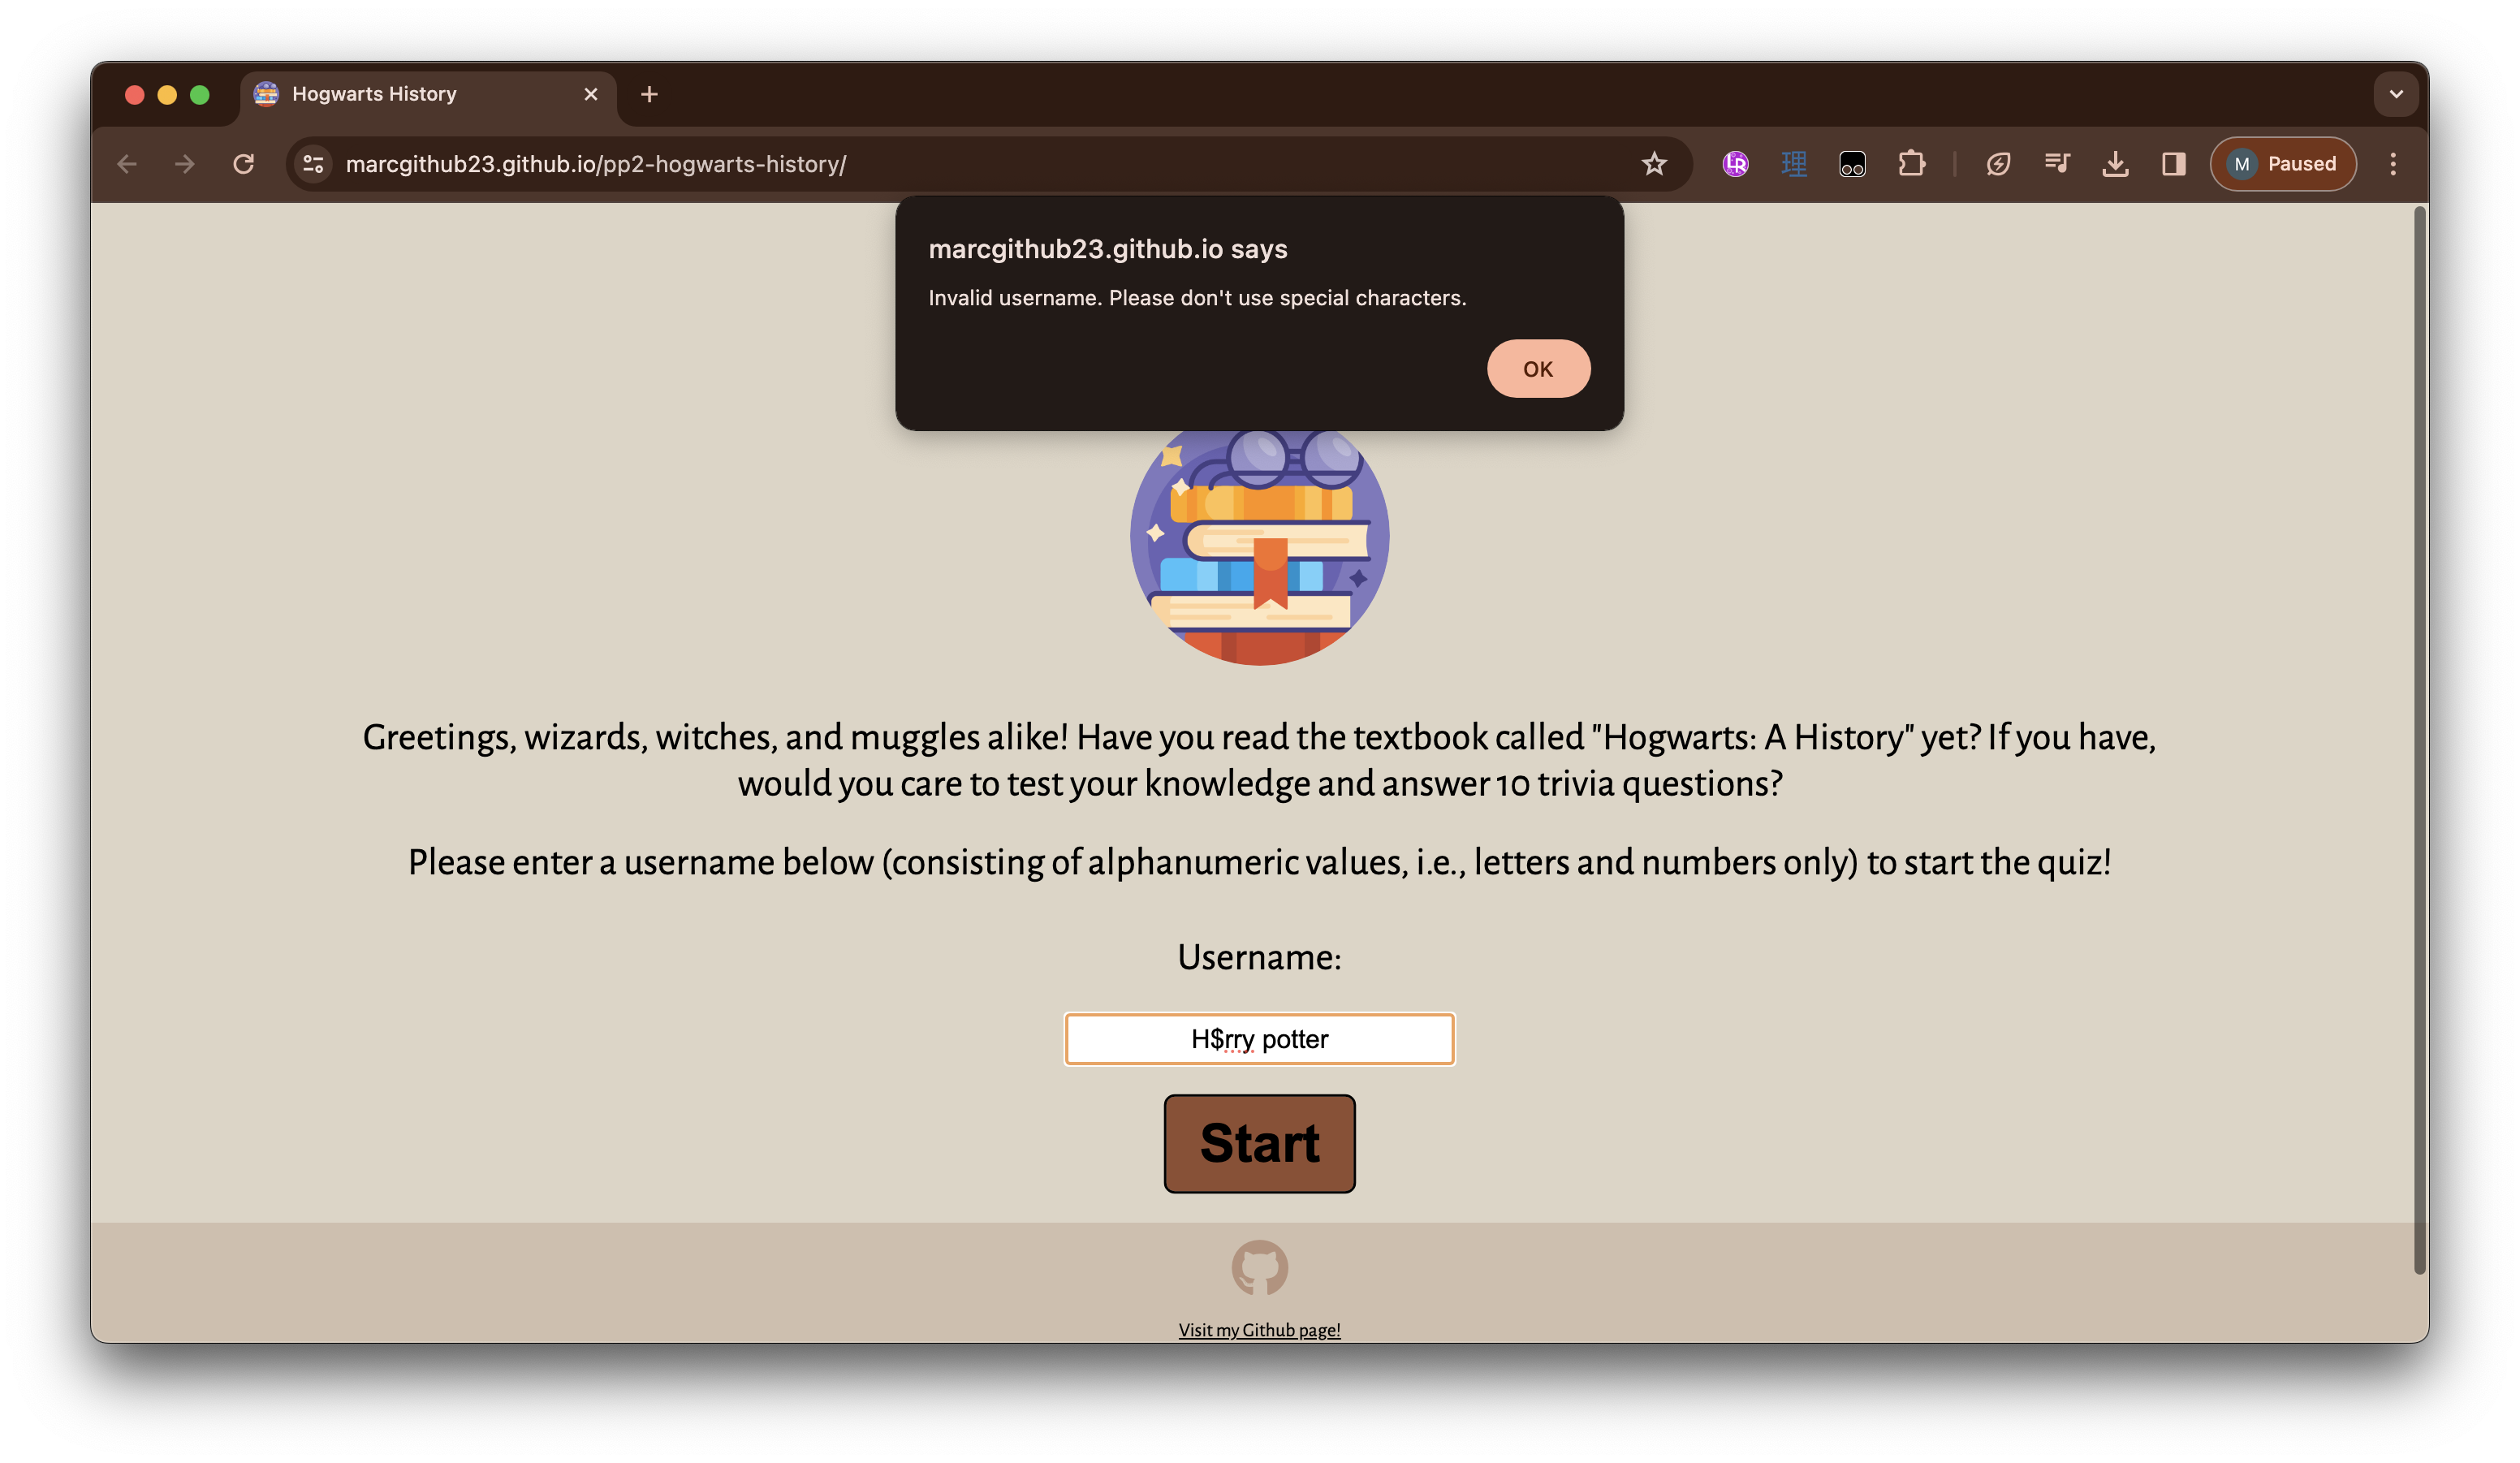 Hogwarts History
marcgithub23.github.io/pp2-hogwarts-history/
LR
理
M Paused
marcgithub23.github.io says
Invalid username. Please don't use special characters.
OK
Greetings, wizards, witches, and muggles alike! Have you read the textbook called "Hogwarts: A History" yet? If you have,
would you care to test your knowledge and answer 10 trivia questions?
Please enter a username below (consisting of alphanumeric values, i.e., letters and numbers only) to start the quiz!
Username:
H$rry potter
Start
Visit my Github page!